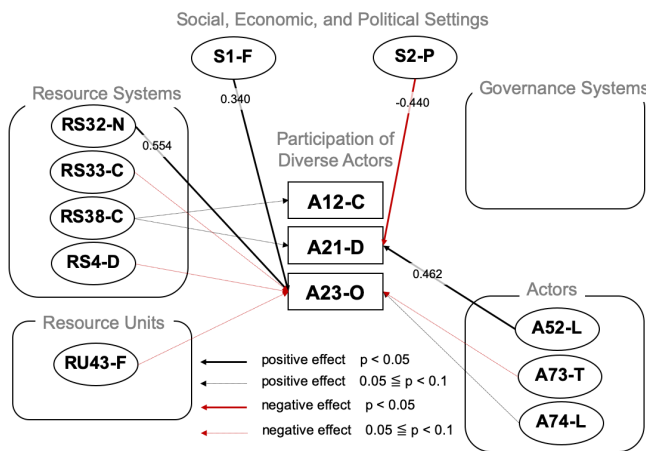 Social, Economic, and Political Settings
S1-F
S2-P
Resource Systems
Governance Systems
0.340
-0.440
RS32-N
0.554
Participation of
Diverse Actors
RS33-C
A12-C
RS38-C
A21-D
RS4-D
0.462
A23-O
Actors
Resource Units
A52-L
RU43-F
positive effect p < 0.05
A73-T
positive effect 0.05 ≦ p < 0.1
negative effect p < 0.05
A74-L
negative effect 0.05 ≦ p < 0.1